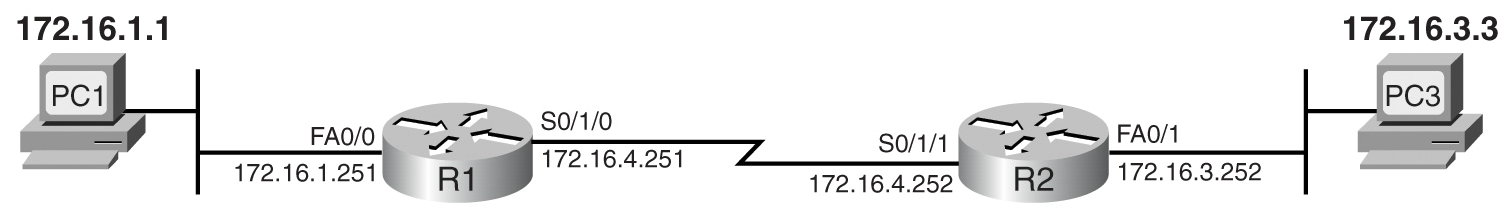 172.16.1.1
172.16.3.3
PC1
PC3
FA0/0
172.16.1.251
R1
S0/1/0
172.16.4.251
S0/1/1
172.16.4.252
R2
FA0/1
172.16.3.252